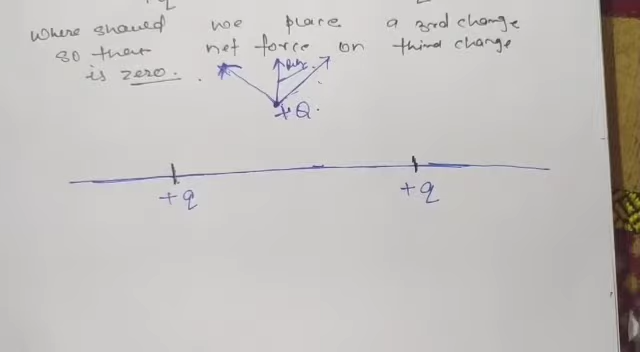 where should we place a 3rd charge
so that net force on third charge
is zero.
+Q.
+q
+q